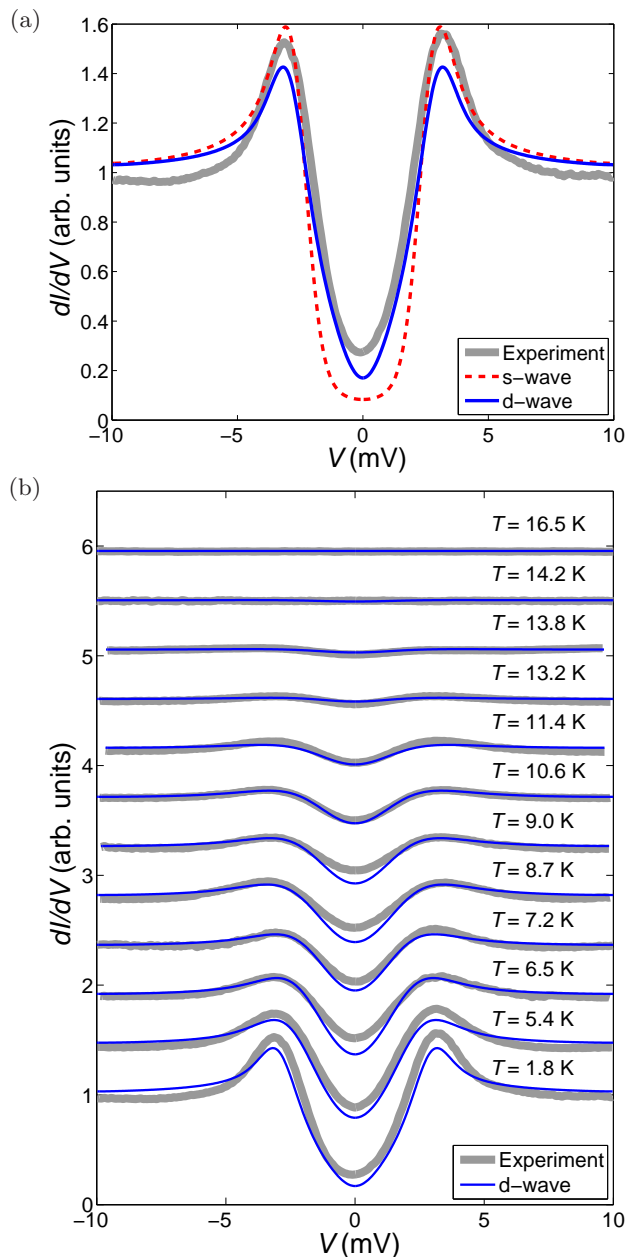 (a)
1.6
1.4
1.2
1
0.8
0.6
0.4
0.2
0
dI/dV (arb. units)
−10 −5 0 5 10
V (mV)
Experiment
s−wave
d−wave
(b)
6
5
4
3
2
1
0
dI/dV (arb. units)
T = 16.5 K
T = 14.2 K
T = 13.8 K
T = 13.2 K
T = 11.4 K
T = 10.6 K
T = 9.0 K
T = 8.7 K
T = 7.2 K
T = 6.5 K
T = 5.4 K
T = 1.8 K
Experiment
d−wave
−10 −5 0 5 10
V (mV)